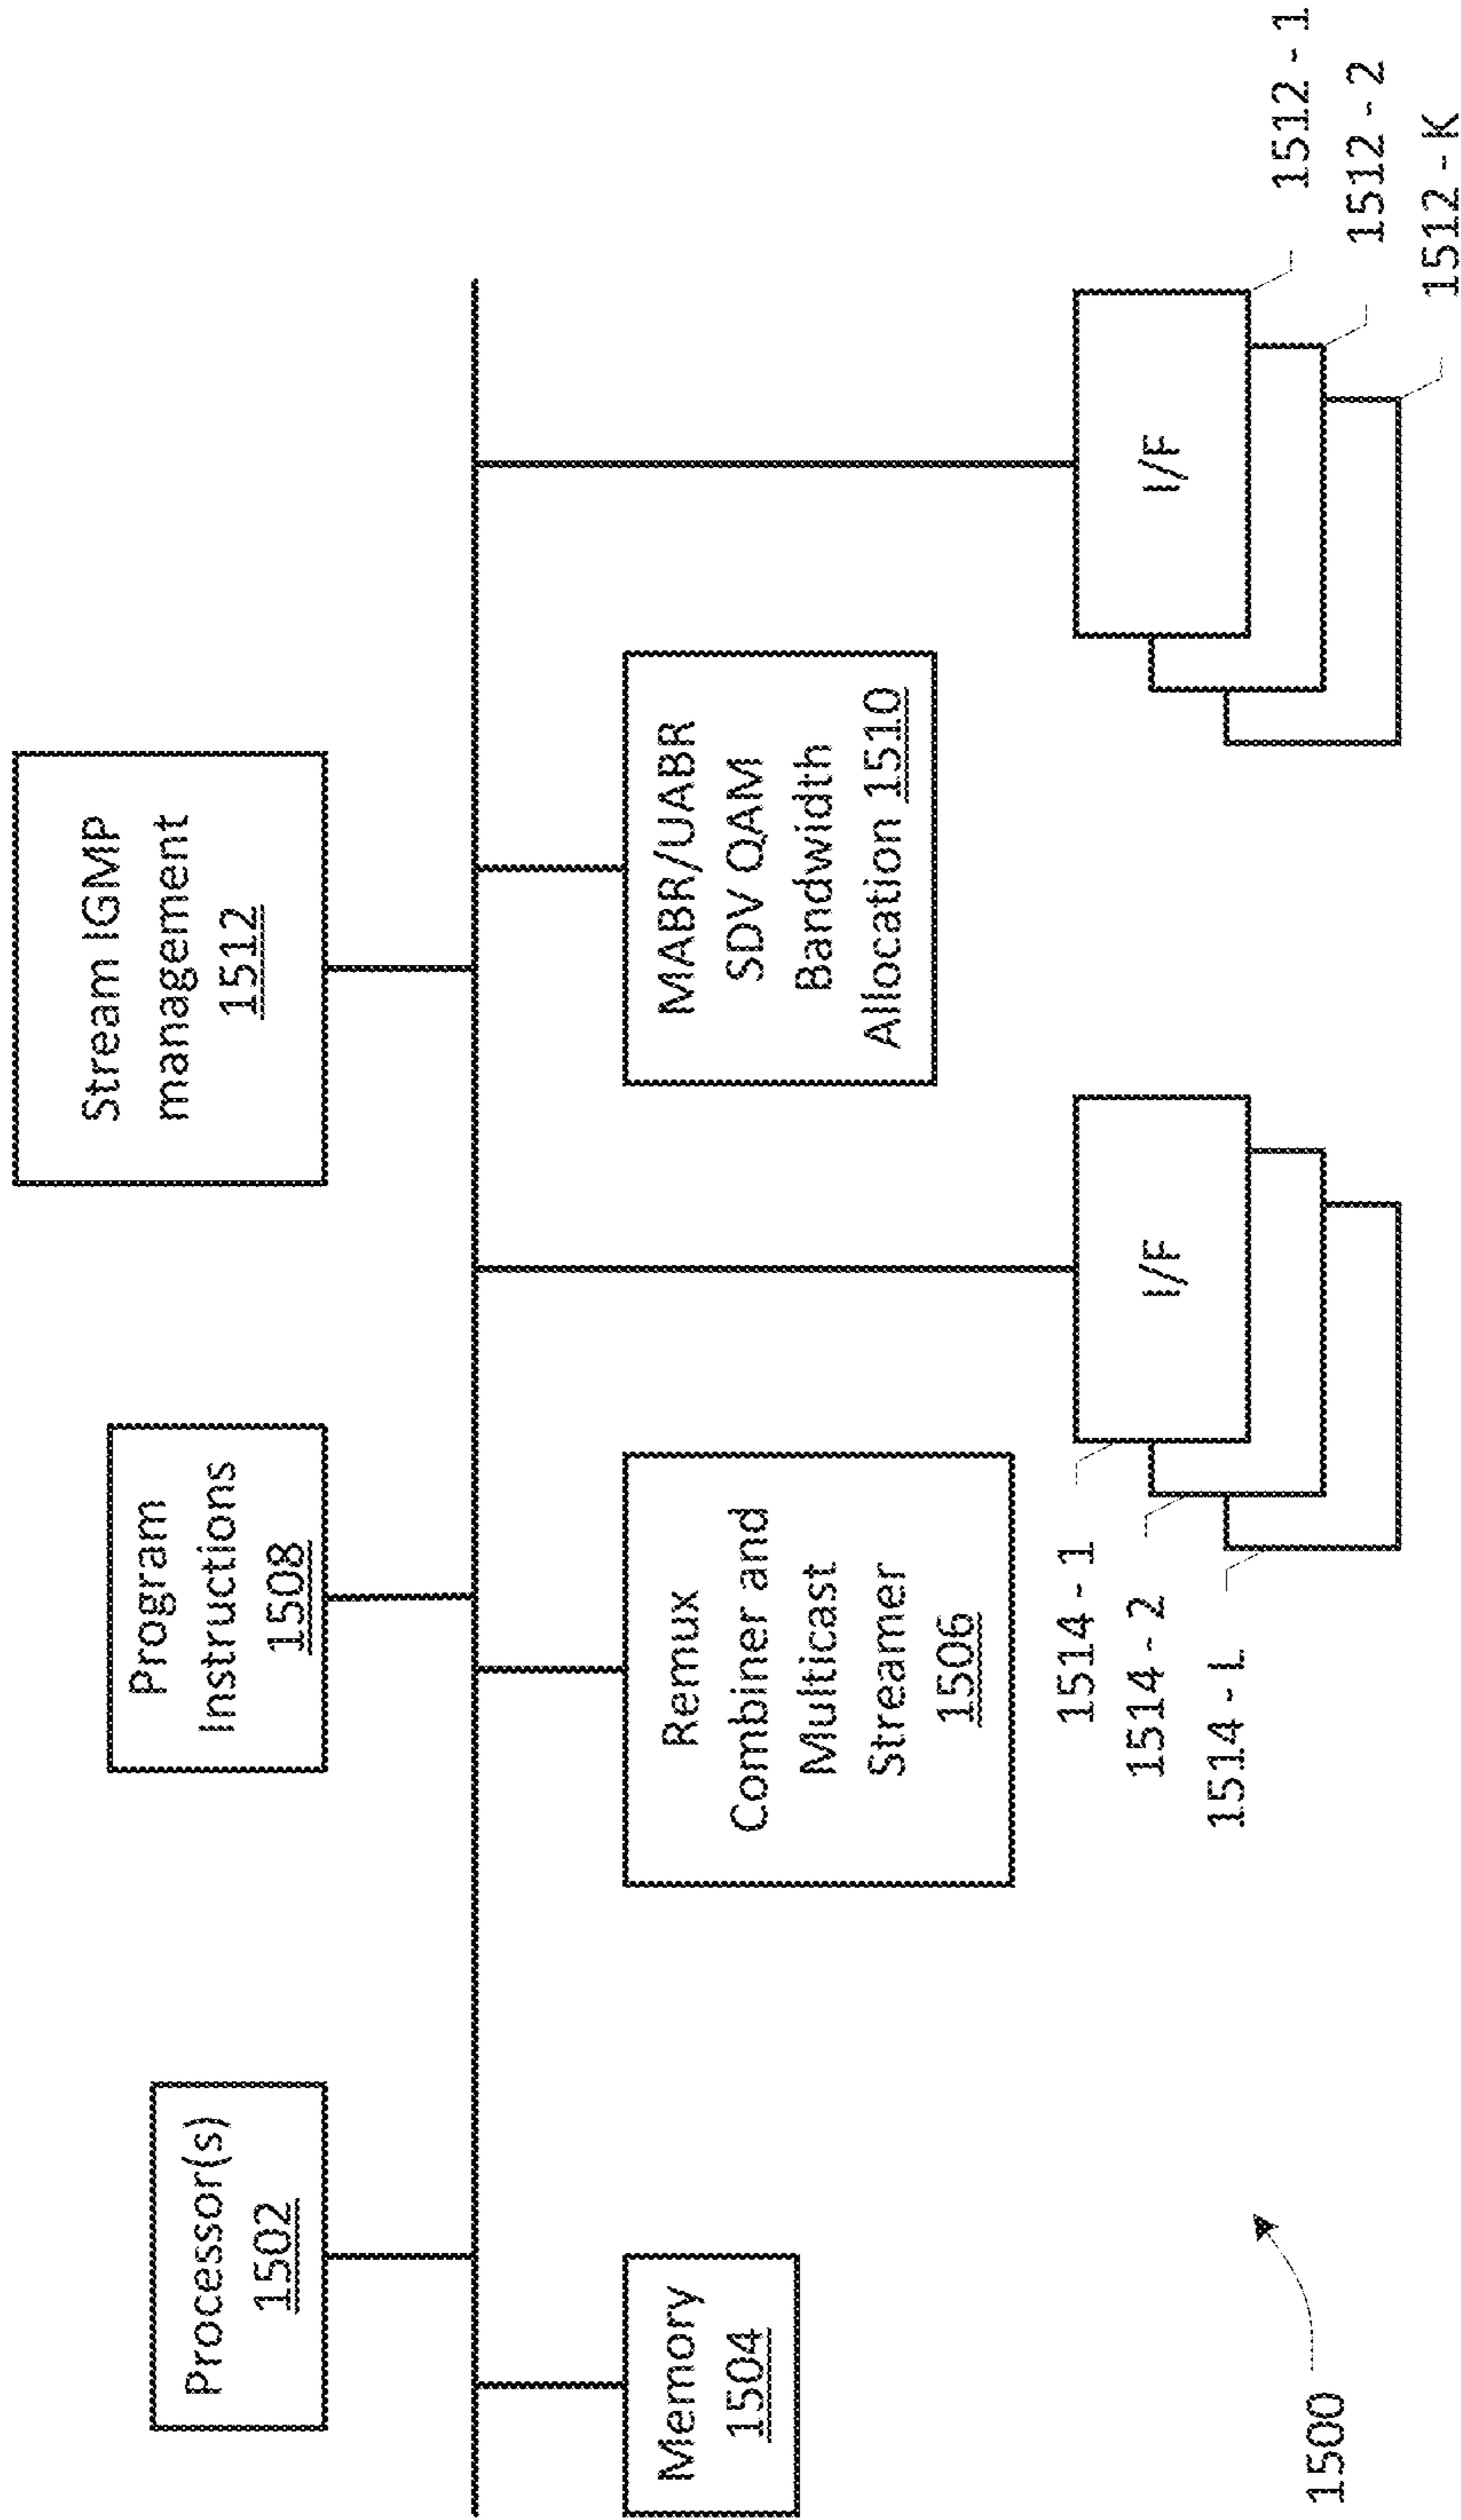 Processor(s)
1502
Program
Instructions
1508
Stream IGMP
management
1512
Memory
1504
Remux
Combiner and
Multicast
Streamer
1506
MABR/UABR
SDV QAM
Bandwidth
Allocation 1510
I/F
1514 - 1
1514 - 2
1514 - L
I/F
1512 - 1
1512 - 2
1512 - K
1500